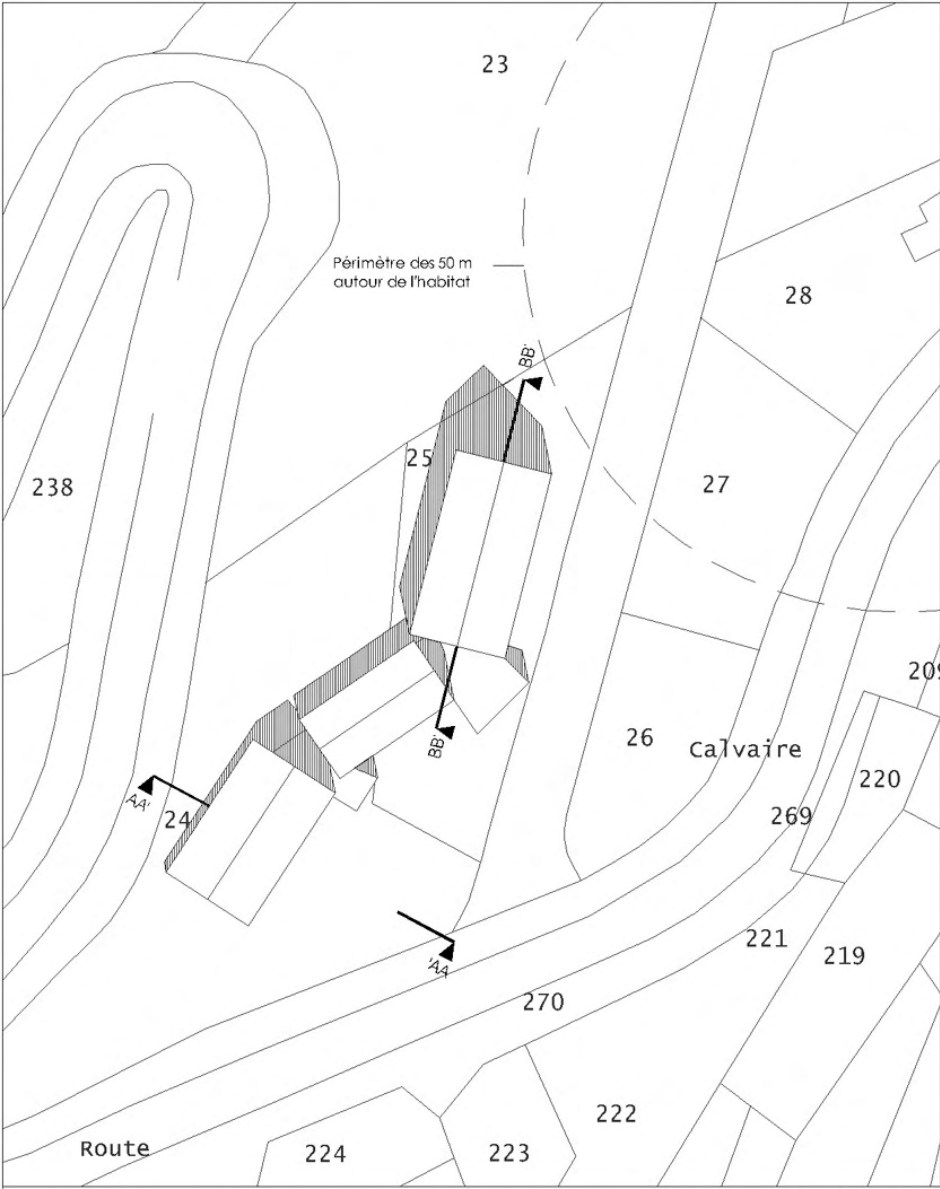 23
Périmètre des 50 m
autour de l'habitat
28
BB'
25
238
27
209
26
Calvaire
BB'
220
AA'
24
269
221
219
'AA
270
222
Route
224
223